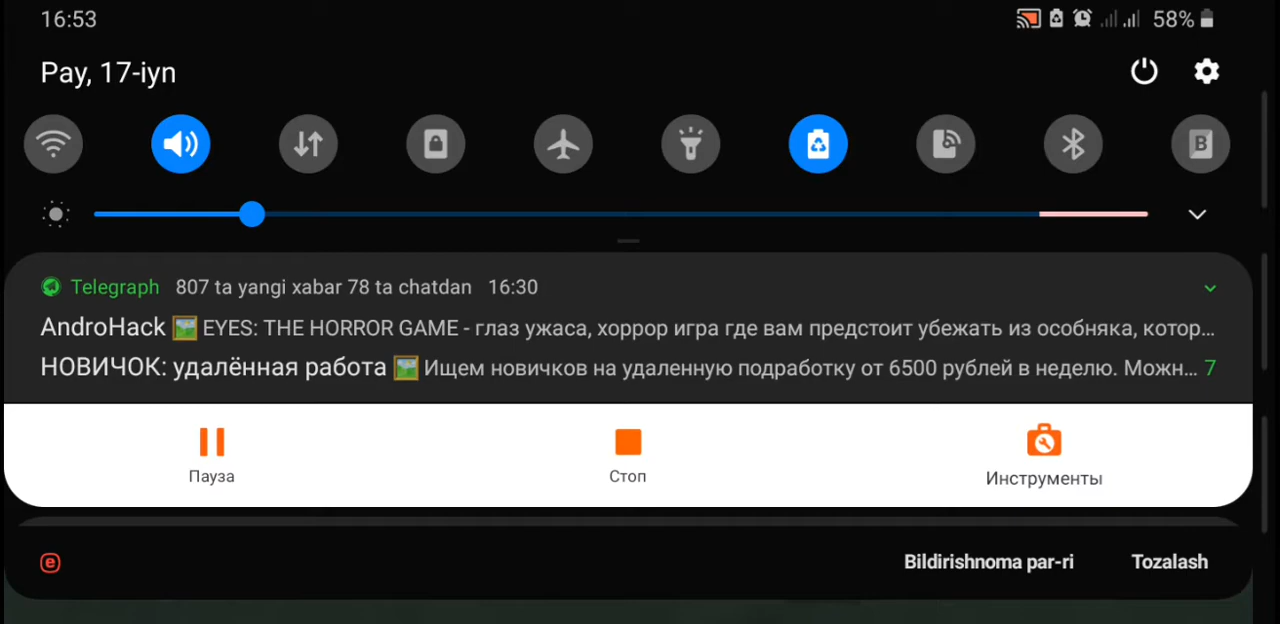 16:53
58%
Pay, 17-iyn
B
Telegraph 807 ta yangi xabar 78 ta chatdan 16:30
AndroHack EYES: THE HORROR GAME - глаз ужаса, хоррор игра где вам предстоит убежать из особняка, котор...
НОВИЧОК: удалённая работа Ищем новичков на удаленную подработку от 6500 рублей в неделю. Можн... 7
Пауза Стоп Инструменты
e Bildirishnoma par-ri Tozalash